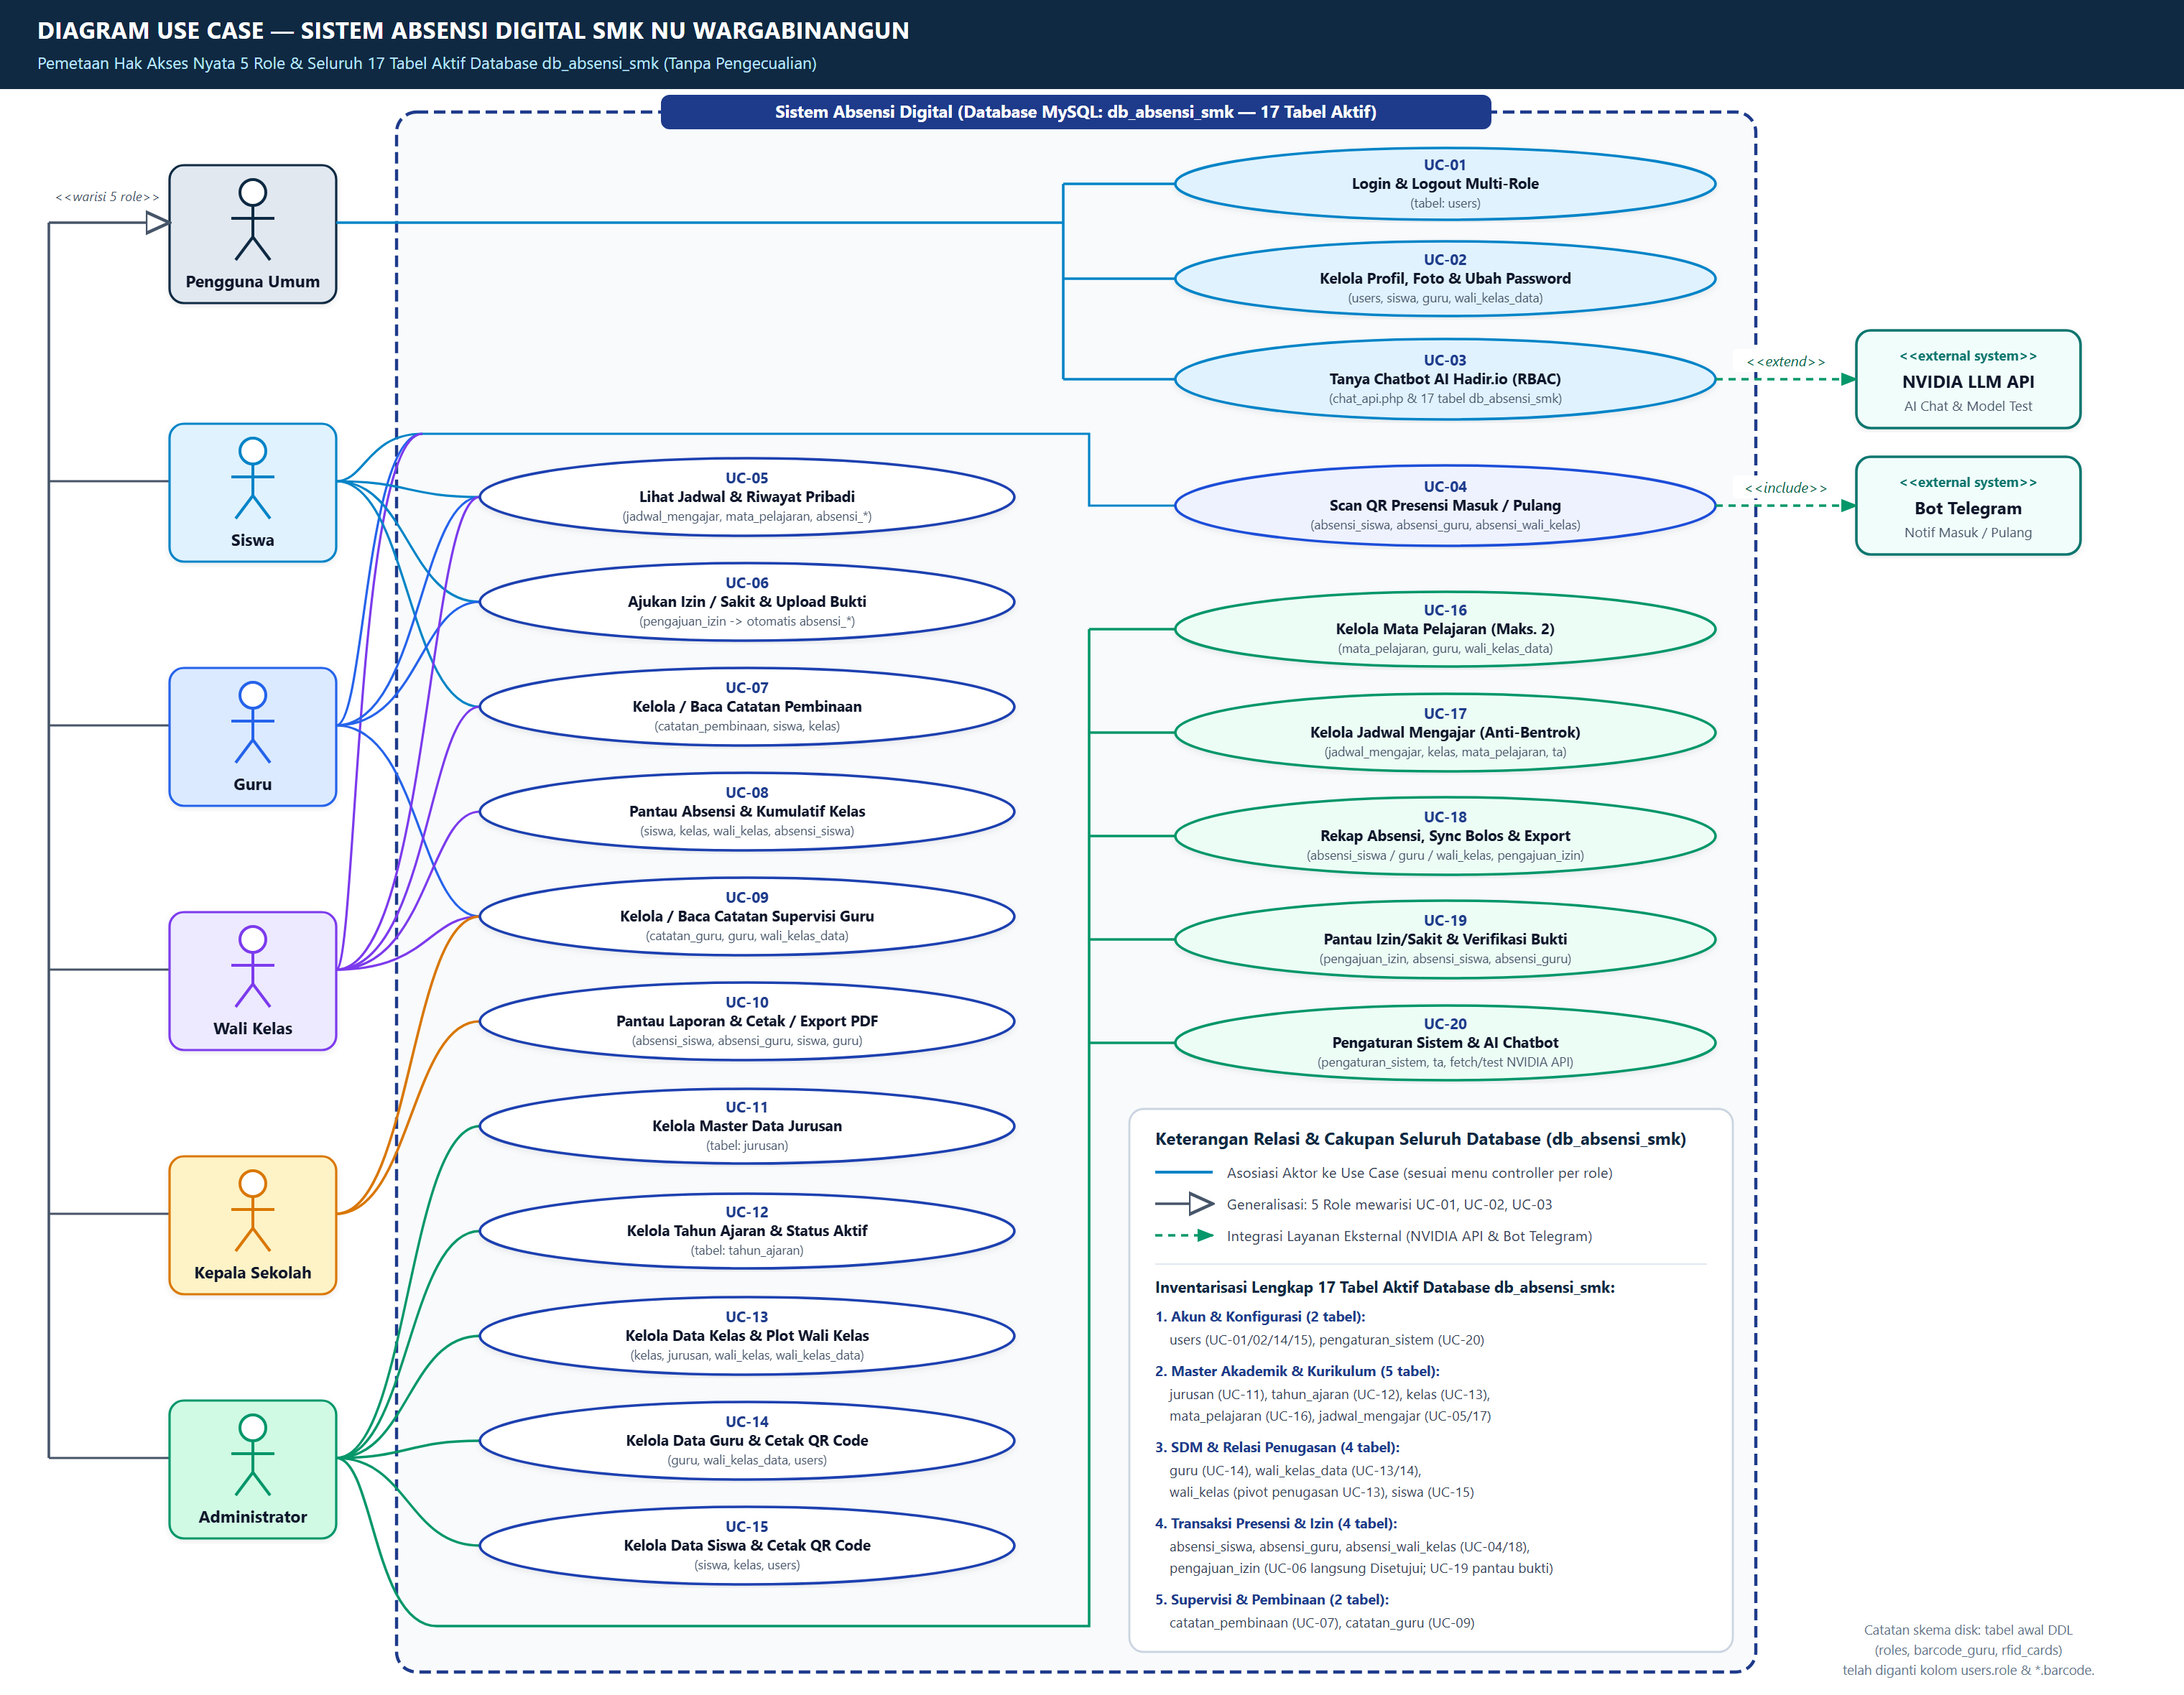 DIAGRAM USE CASE — SISTEM ABSENSI DIGITAL SMK NU WARGABINANGUN
Pemetaan Hak Akses Nyata 5 Role & Seluruh 17 Tabel Aktif Database db_absensi_smk (Tanpa Pengecualian)
Sistem Absensi Digital (Database MySQL: db_absensi_smk — 17 Tabel Aktif)
<<warisi 5 role>>
Pengguna Umum
Siswa
Guru
Wali Kelas
Kepala Sekolah
Administrator
UC-01
Login & Logout Multi-Role
(tabel: users)
UC-02
Kelola Profil, Foto & Ubah Password
(users, siswa, guru, wali_kelas_data)
UC-03
Tanya Chatbot AI Hadir.io (RBAC)
(chat_api.php & 17 tabel db_absensi_smk)
<<extend>>
<<external system>>
NVIDIA LLM API
AI Chat & Model Test
UC-04
Scan QR Presensi Masuk / Pulang
(absensi_siswa, absensi_guru, absensi_wali_kelas)
<<include>>
<<external system>>
Bot Telegram
Notif Masuk / Pulang
UC-05
Lihat Jadwal & Riwayat Pribadi
(jadwal_mengajar, mata_pelajaran, absensi_*)
UC-06
Ajukan Izin / Sakit & Upload Bukti
(pengajuan_izin -> otomatis absensi_*)
UC-07
Kelola / Baca Catatan Pembinaan
(catatan_pembinaan, siswa, kelas)
UC-08
Pantau Absensi & Kumulatif Kelas
(siswa, kelas, wali_kelas, absensi_siswa)
UC-09
Kelola / Baca Catatan Supervisi Guru
(catatan_guru, guru, wali_kelas_data)
UC-10
Pantau Laporan & Cetak / Export PDF
(absensi_siswa, absensi_guru, siswa, guru)
UC-11
Kelola Master Data Jurusan
(tabel: jurusan)
UC-12
Kelola Tahun Ajaran & Status Aktif
(tabel: tahun_ajaran)
UC-13
Kelola Data Kelas & Plot Wali Kelas
(kelas, jurusan, wali_kelas, wali_kelas_data)
UC-14
Kelola Data Guru & Cetak QR Code
(guru, wali_kelas_data, users)
UC-15
Kelola Data Siswa & Cetak QR Code
(siswa, kelas, users)
UC-16
Kelola Mata Pelajaran (Maks. 2)
(mata_pelajaran, guru, wali_kelas_data)
UC-17
Kelola Jadwal Mengajar (Anti-Bentrok)
(jadwal_mengajar, kelas, mata_pelajaran, ta)
UC-18
Rekap Absensi, Sync Bolos & Export
(absensi_siswa / guru / wali_kelas, pengajuan_izin)
UC-19
Pantau Izin/Sakit & Verifikasi Bukti
(pengajuan_izin, absensi_siswa, absensi_guru)
UC-20
Pengaturan Sistem & AI Chatbot
(pengaturan_sistem, ta, fetch/test NVIDIA API)
Keterangan Relasi & Cakupan Seluruh Database (db_absensi_smk)
Asosiasi Aktor ke Use Case (sesuai menu controller per role)
Generalisasi: 5 Role mewarisi UC-01, UC-02, UC-03
Integrasi Layanan Eksternal (NVIDIA API & Bot Telegram)
Inventarisasi Lengkap 17 Tabel Aktif Database db_absensi_smk:
1. Akun & Konfigurasi (2 tabel):
users (UC-01/02/14/15), pengaturan_sistem (UC-20)
2. Master Akademik & Kurikulum (5 tabel):
jurusan (UC-11), tahun_ajaran (UC-12), kelas (UC-13),
mata_pelajaran (UC-16), jadwal_mengajar (UC-05/17)
3. SDM & Relasi Penugasan (4 tabel):
guru (UC-14), wali_kelas_data (UC-13/14),
wali_kelas (pivot penugasan UC-13), siswa (UC-15)
4. Transaksi Presensi & Izin (4 tabel):
absensi_siswa, absensi_guru, absensi_wali_kelas (UC-04/18),
pengajuan_izin (UC-06 langsung Disetujui; UC-19 pantau bukti)
5. Supervisi & Pembinaan (2 tabel):
catatan_pembinaan (UC-07), catatan_guru (UC-09)
Catatan skema disk: tabel awal DDL
(roles, barcode_guru, rfid_cards)
telah diganti kolom users.role & *.barcode.